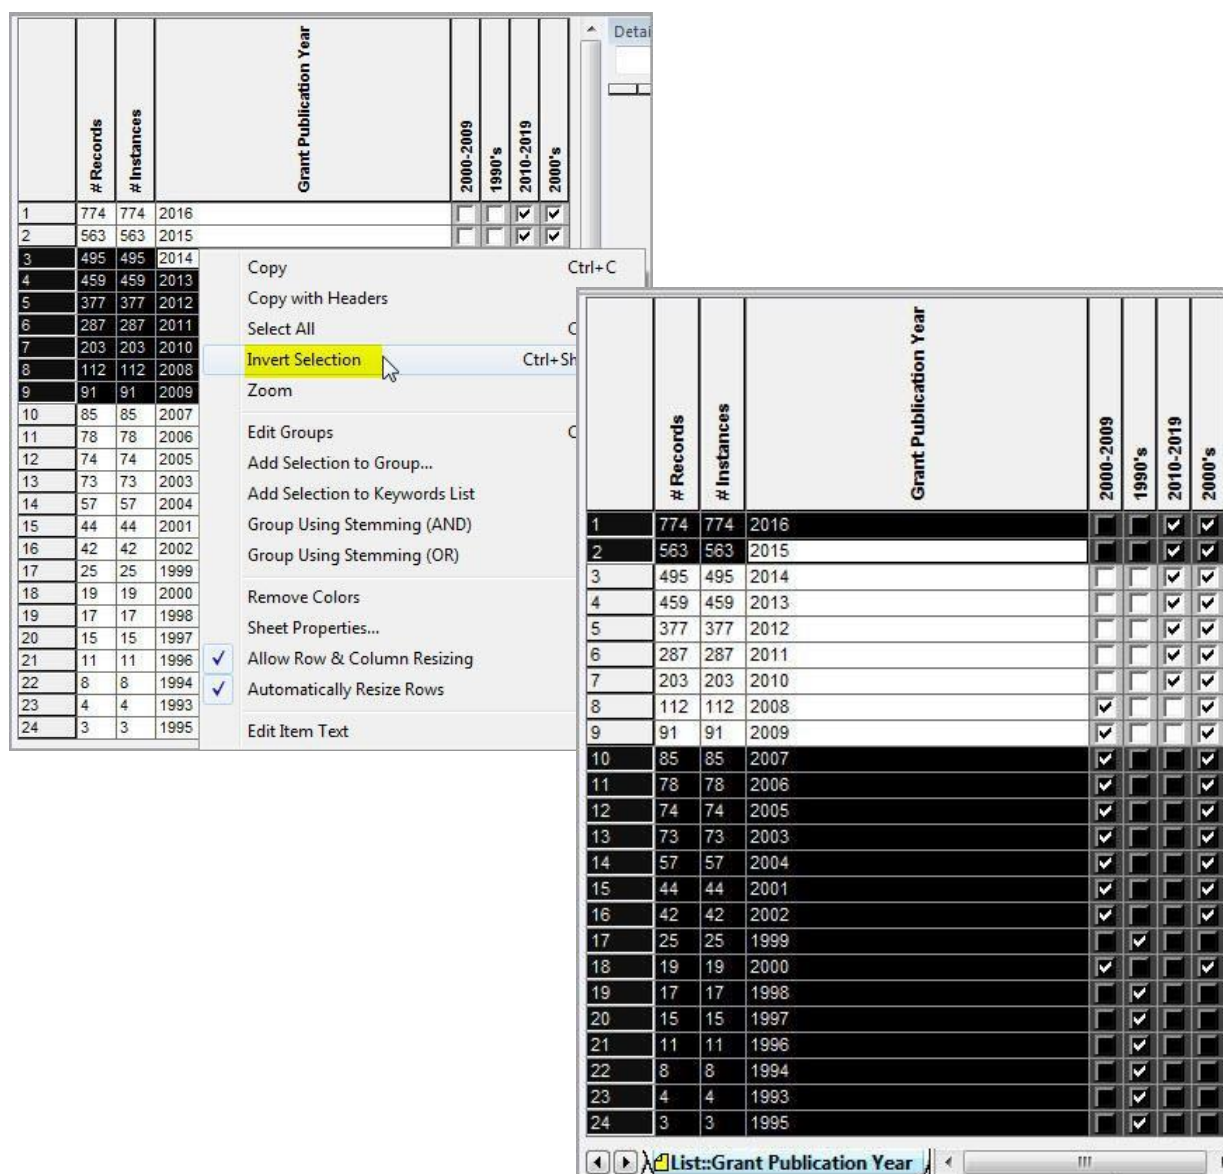 Detai
# Records # Instances Grant Publication Year 2000-2009 1990's 2010-2019 2000's
1 774 774 2016
2 563 563 2015
3 495 495 2014
4 459 459 2013
5 377 377 2012
6 287 287 2011
7 203 203 2010
8 112 112 2008
9 91 91 2009
10 85 85 2007
11 78 78 2006
12 74 74 2005
13 73 73 2003
14 57 57 2004
15 44 44 2001
16 42 42 2002
17 25 25 1999
18 19 19 2000
19 17 17 1998
20 15 15 1997
21 11 11 1996
22 8 8 1994
23 4 4 1993
24 3 3 1995
Copy Ctrl+C
Copy with Headers
Select All C
Invert Selection Ctrl+Sh
Zoom
Edit Groups C
Add Selection to Group...
Add Selection to Keywords List
Group Using Stemming (AND)
Group Using Stemming (OR)
Remove Colors
Sheet Properties...
Allow Row & Column Resizing
Automatically Resize Rows
Edit Item Text
# Records # Instances Grant Publication Year 2000-2009 1990's 2010-2019 2000's
1 774 774 2016
2 563 563 2015
3 495 495 2014
4 459 459 2013
5 377 377 2012
6 287 287 2011
7 203 203 2010
8 112 112 2008
9 91 91 2009
10 85 85 2007
11 78 78 2006
12 74 74 2005
13 73 73 2003
14 57 57 2004
15 44 44 2001
16 42 42 2002
17 25 25 1999
18 19 19 2000
19 17 17 1998
20 15 15 1997
21 11 11 1996
22 8 8 1994
23 4 4 1993
24 3 3 1995
List::Grant Publication Year